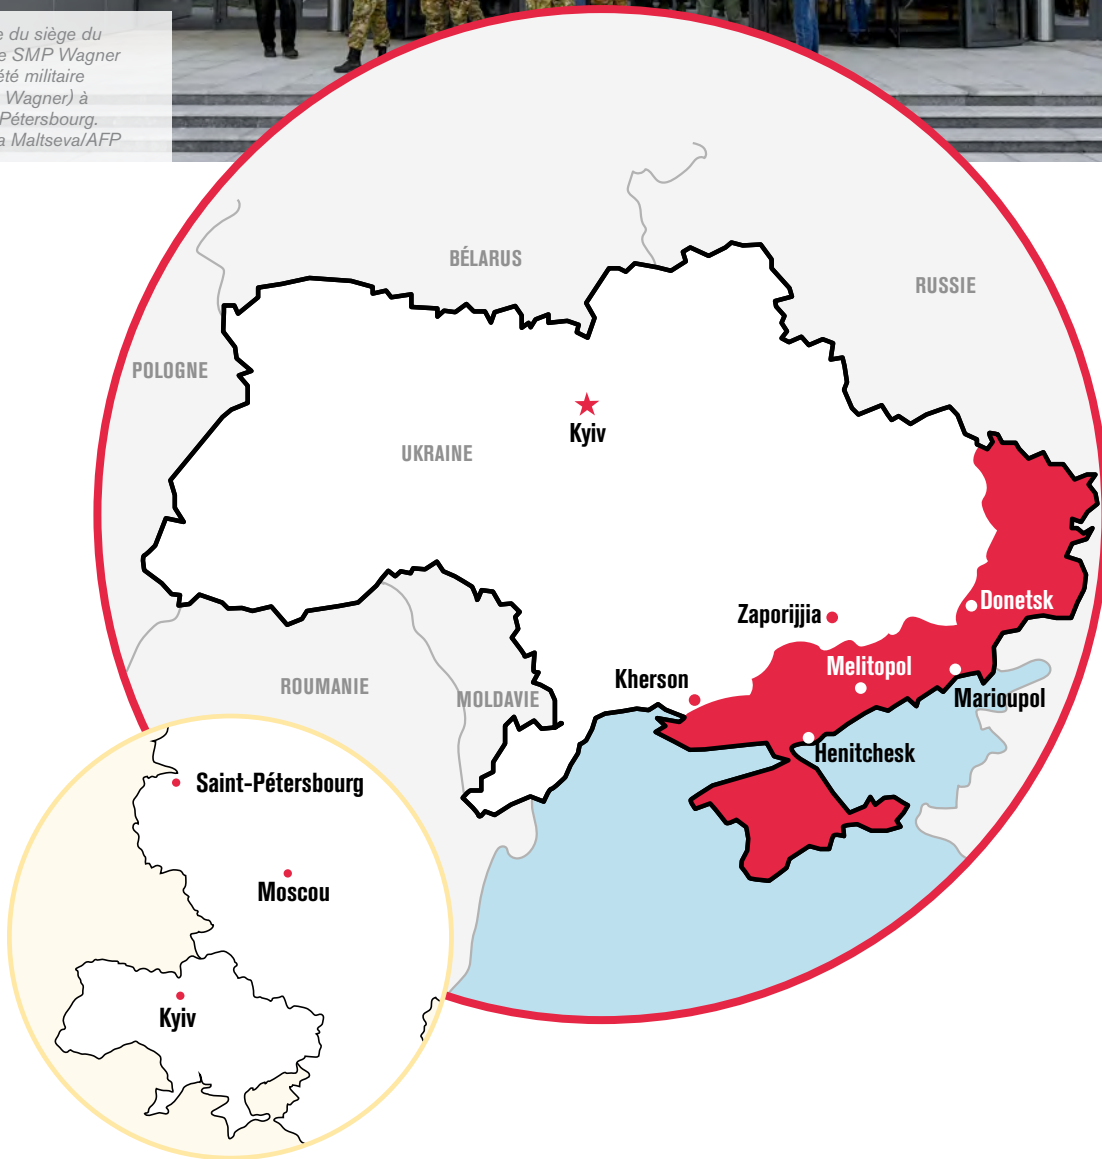 e du siège du
e SMP Wagner
été militaire
Wagner) à
Pétersbourg.
a Maltseva/AFP
BÉLARUS
RUSSIE
POLOGNE
Kyiv
UKRAINE
Donetsk
Zaporijjia
Melitopol
Kherson
ROUMANIE
MOLDAVIE
Marioupol
Henitchesk
Saint-Pétersbourg
Moscou
Kyiv